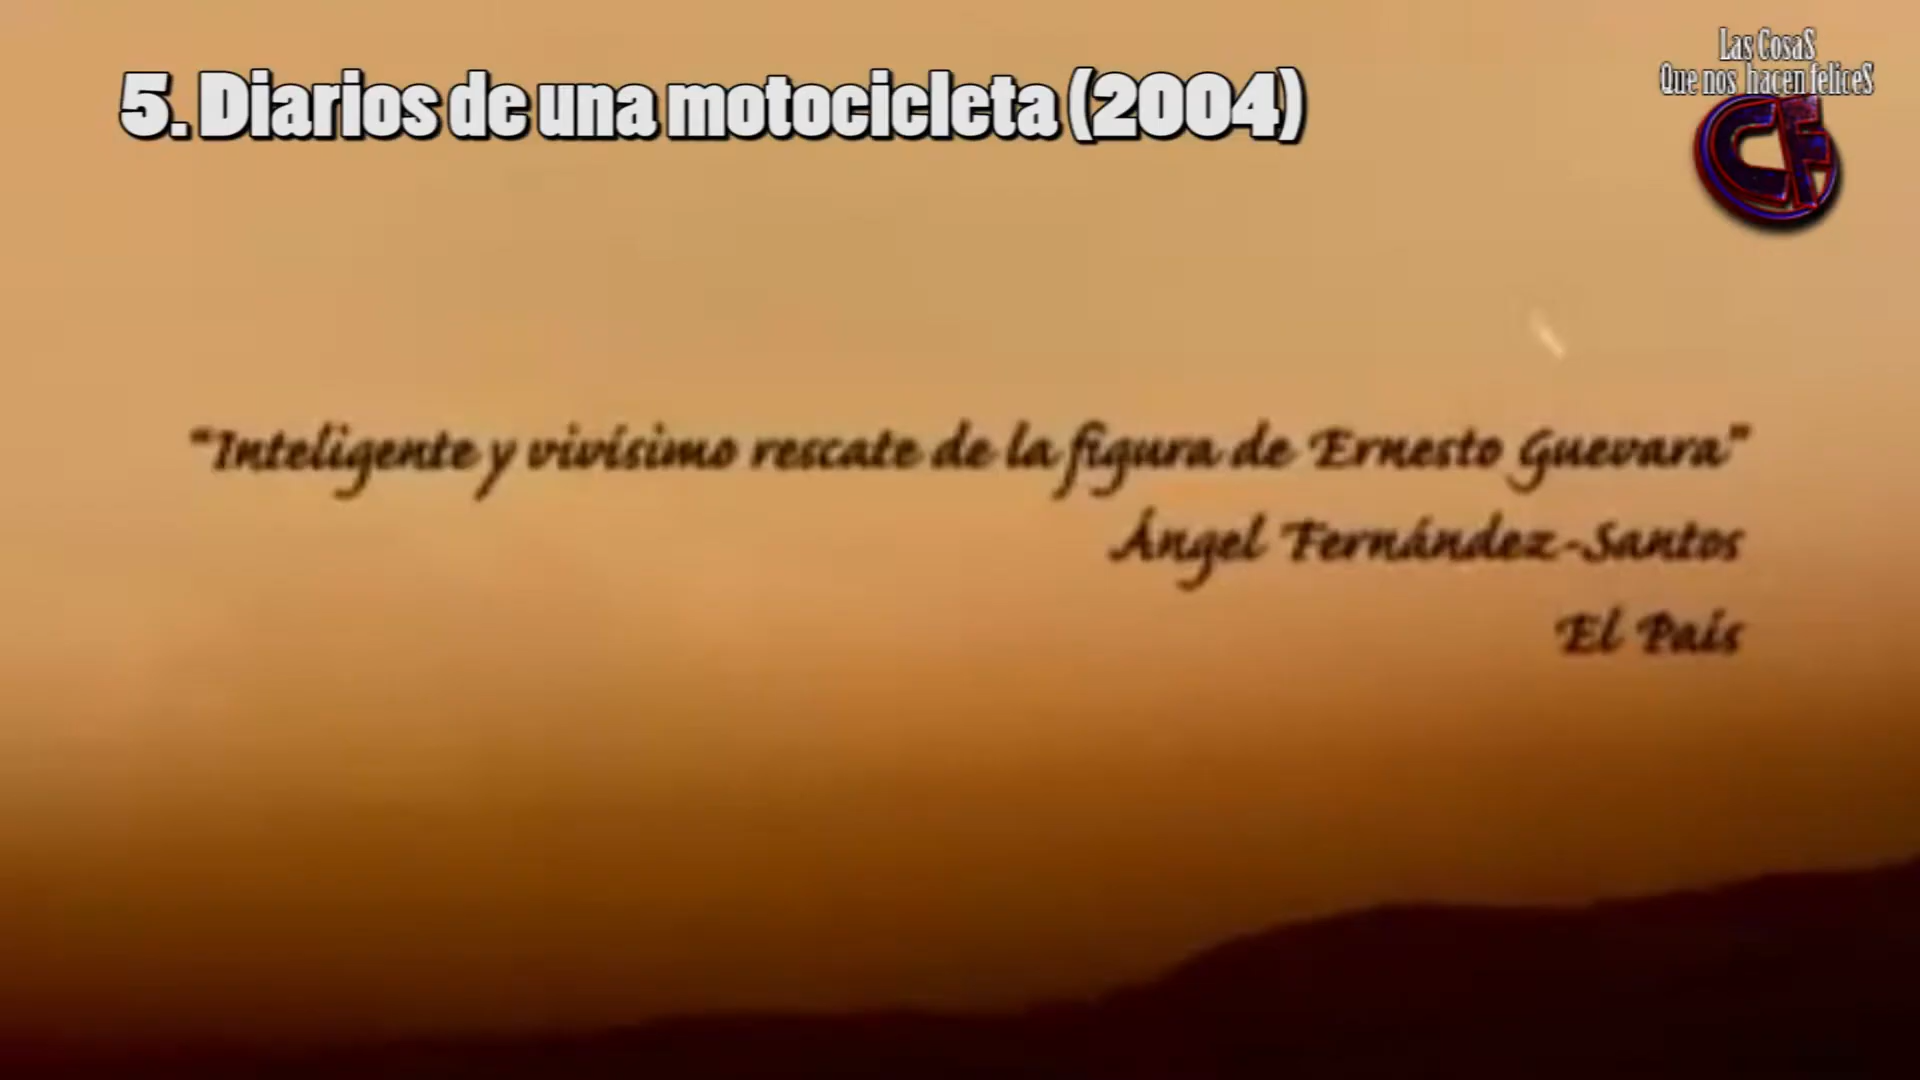 5. Diarios de una motocicleta (2004)
Las CosaS
Que nos hacen feliceS
CF
“Inteligente y vivísimo rescate de la figura de Ernesto Guevara”
Ángel Fernández-Santos
El País